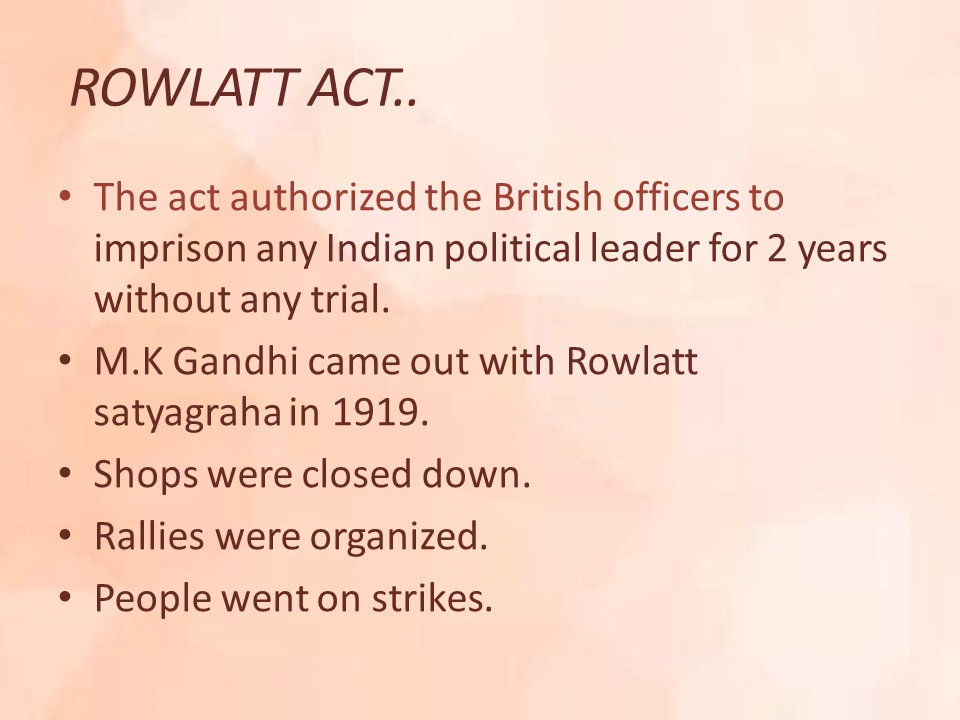 ROWLATT ACT..
• The act authorized the British officers to
imprison any Indian political leader for 2 years
without any trial.
• M.K Gandhi came out with Rowlatt
satyagraha in 1919.
• Shops were closed down.
• Rallies were organized.
• People went on strikes.